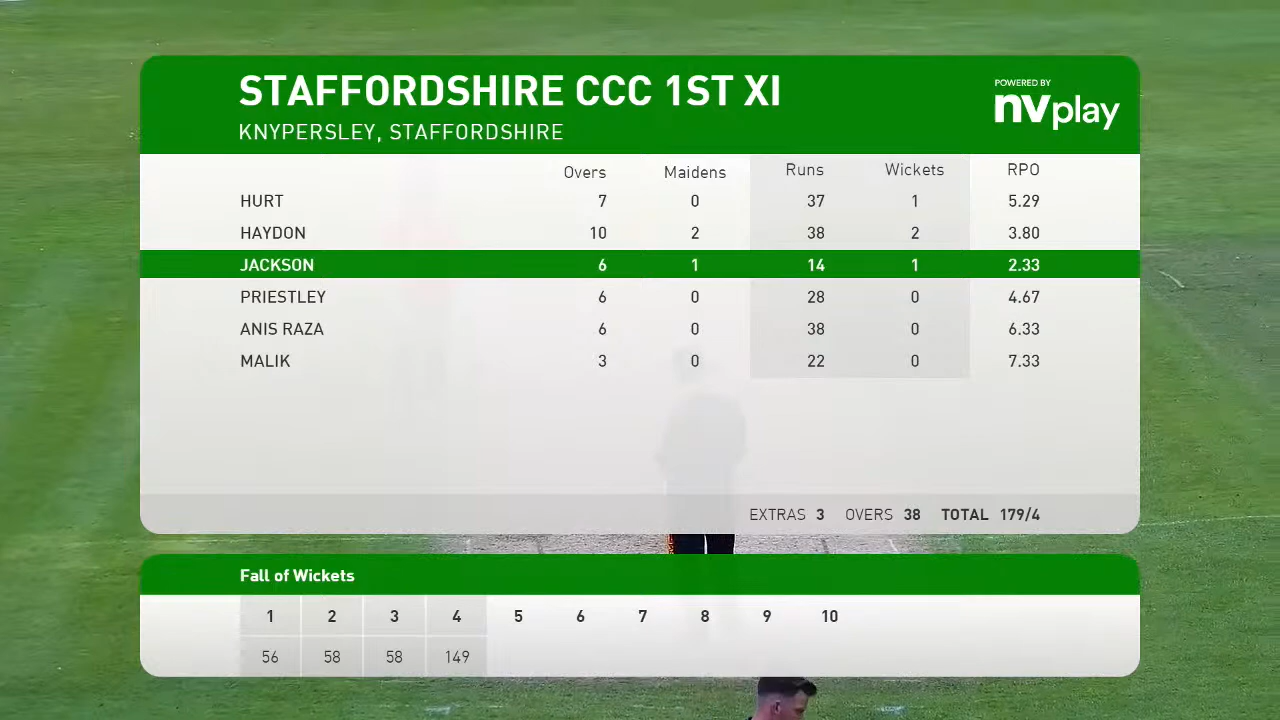 STAFFORDSHIRE CCC 1ST XI
POWERED BY
nvplay
KNYPERSLEY, STAFFORDSHIRE
Overs Maidens Runs Wickets RPO
HURT 7 0 37 1 5.29
HAYDON 10 2 38 2 3.80
JACKSON 6 1 14 1 2.33
PRIESTLEY 6 0 28 0 4.67
ANIS RAZA 6 0 38 0 6.33
MALIK 3 0 22 0 7.33
EXTRAS 3 OVERS 38 TOTAL 179/4
Fall of Wickets
1 2 3 4 5 6 7 8 9 10
56 58 58 149